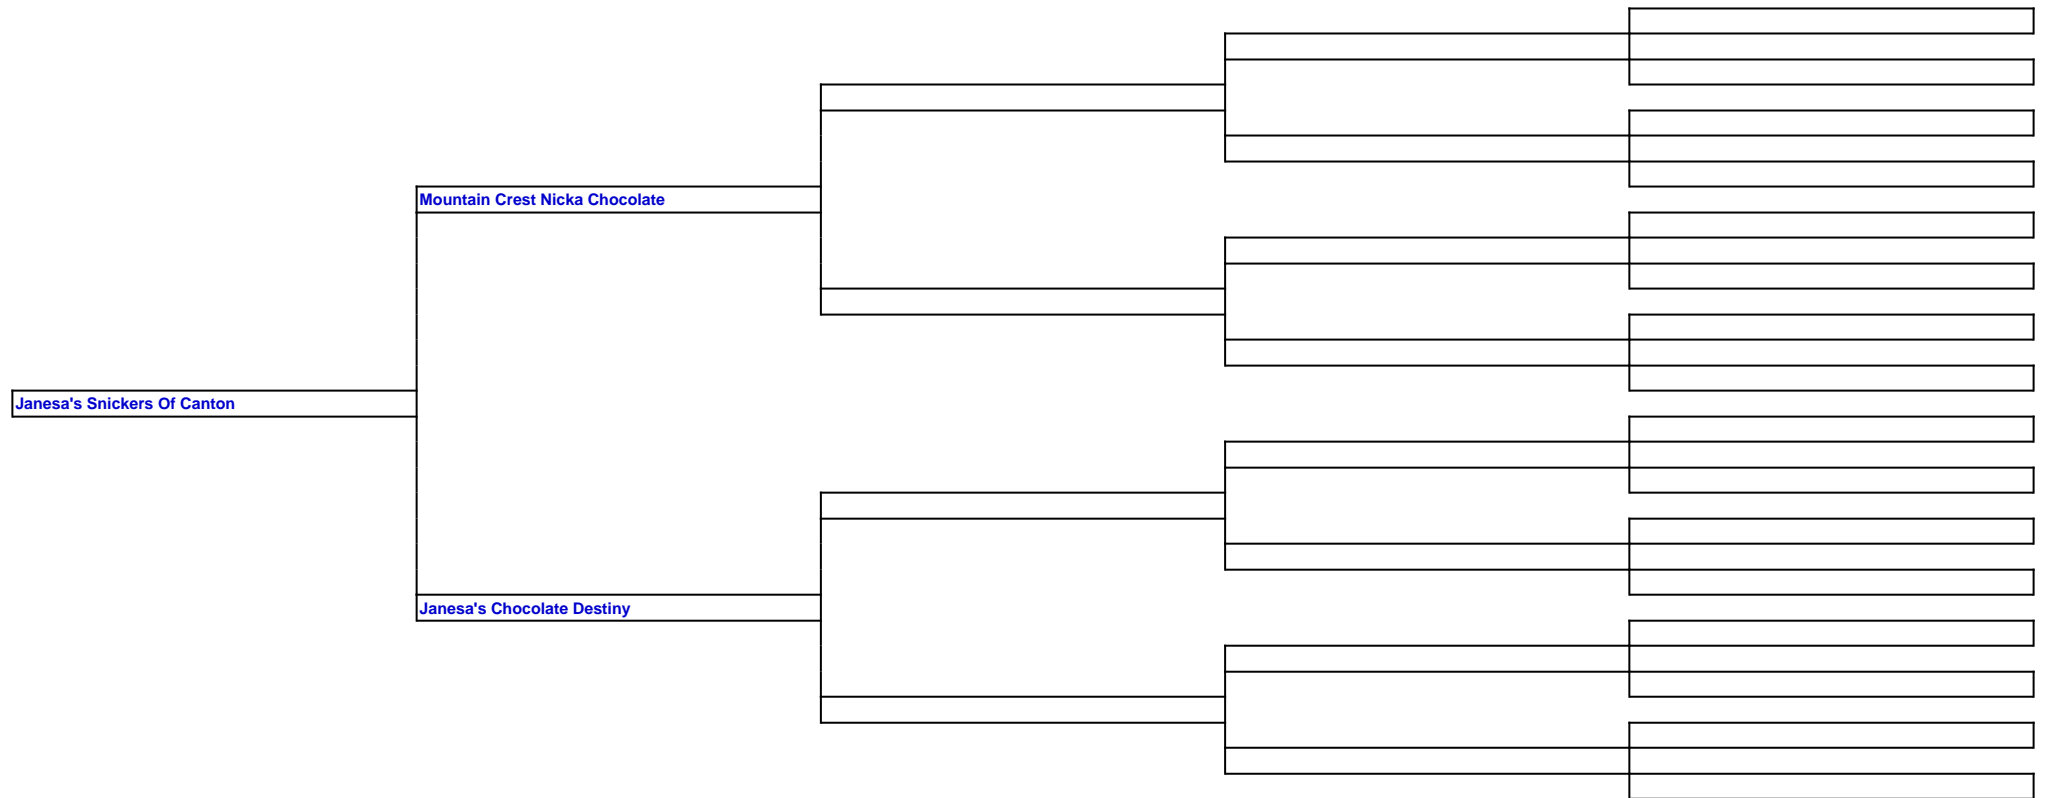 Mountain Crest Nicka Chocolate
Janesa's Snickers Of Canton
Janesa's Chocolate Destiny